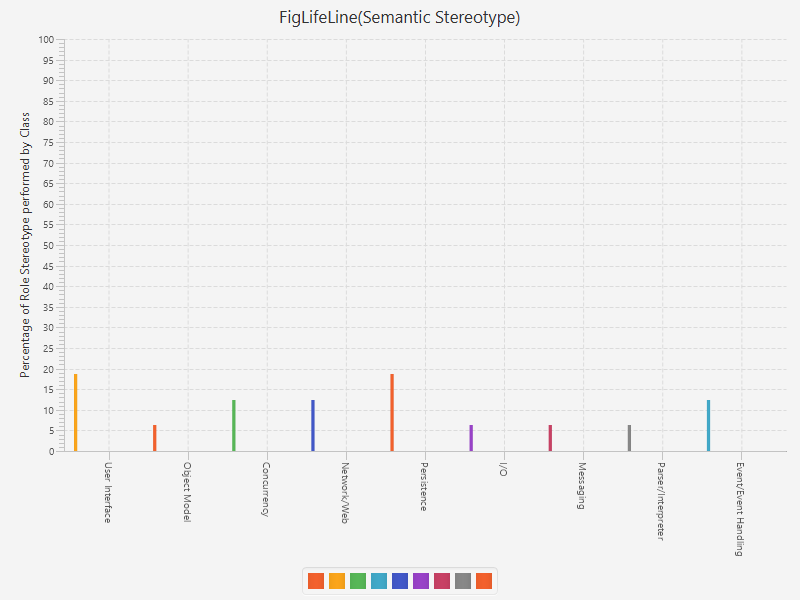 FigLifeLine(Semantic Stereotype)
Percentage of Role Stereotype performed by Class
100
95
90
85
80
75
70
65
60
55
50
45
40
35
30
25
20
15
10
5
0
User Interface
Object Model
Concurrency
Network/Web
Persistence
I/O
Messaging
Parser/Interpreter
Event/Event Handling